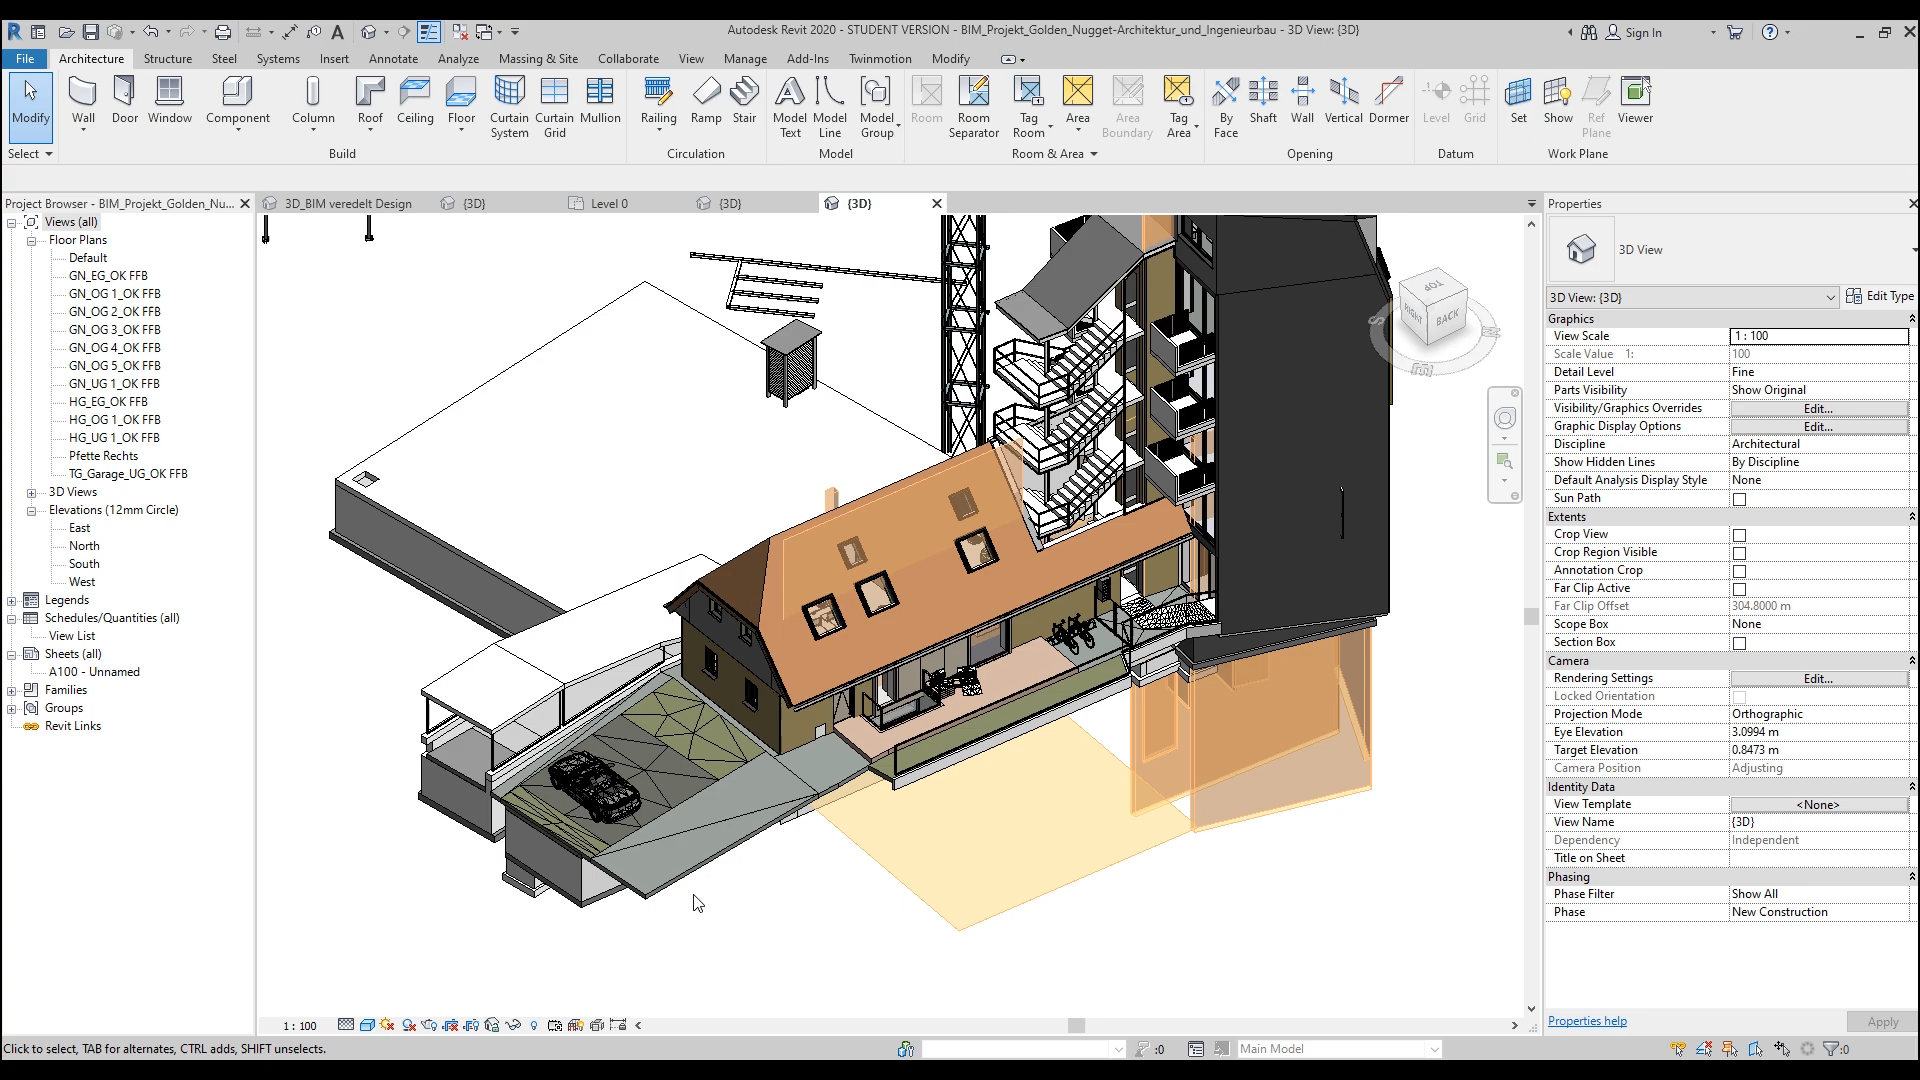 Autodesk Revit 2020 - STUDENT VERSION - BIM_Projekt_Golden_Nugget-Architektur_und_Ingenieurbau - 3D View: {3D}
Sign In
File Architecture Structure Steel Systems Insert Annotate Analyze Massing & Site Collaborate View Manage Add-Ins Twinmotion Modify
Modify Wall Door Window Component Column Roof Ceiling Floor Curtain System Curtain Grid Mullion Railing Ramp Stair Model Text Model Line Model Group Room Room Separator Tag Room Area Area Boundary Tag Area By Face Shaft Wall Vertical Dormer Level Grid Set Show Ref Plane Viewer
Select Build Circulation Model Room & Area Opening Datum Work Plane
Project Browser - BIM_Projekt_Golden_Nu...
3D_BIM veredelt Design {3D} Level 0 {3D} {3D}
Views (all)
Floor Plans
Default
GN_EG_OK FFB
GN_OG 1_OK FFB
GN_OG 2_OK FFB
GN_OG 3_OK FFB
GN_OG 4_OK FFB
GN_OG 5_OK FFB
GN_UG 1_OK FFB
HG_EG_OK FFB
HG_OG 1_OK FFB
HG_UG 1_OK FFB
Pfette Rechts
TG_Garage_UG_OK FFB
3D Views
Elevations (12mm Circle)
East
North
South
West
Legends
Schedules/Quantities (all)
View List
Sheets (all)
A100 - Unnamed
Families
Groups
Revit Links
TOP
RIGHT
BACK
S
E
N
Properties
3D View
3D View: {3D} Edit Type
Graphics
View Scale 1 : 100
Scale Value 1: 100
Detail Level Fine
Parts Visibility Show Original
Visibility/Graphics Overrides Edit...
Graphic Display Options Edit...
Discipline Architectural
Show Hidden Lines By Discipline
Default Analysis Display Style None
Sun Path
Extents
Crop View
Crop Region Visible
Annotation Crop
Far Clip Active
Far Clip Offset 304.8000 m
Scope Box None
Section Box
Camera
Rendering Settings Edit...
Locked Orientation
Projection Mode Orthographic
Eye Elevation 3.0994 m
Target Elevation 0.8473 m
Camera Position Adjusting
Identity Data
View Template <None>
View Name {3D}
Dependency Independent
Title on Sheet
Phasing
Phase Filter Show All
Phase New Construction
Properties help Apply
1 : 100
Click to select, TAB for alternates, CTRL adds, SHIFT unselects. :0 Main Model :0